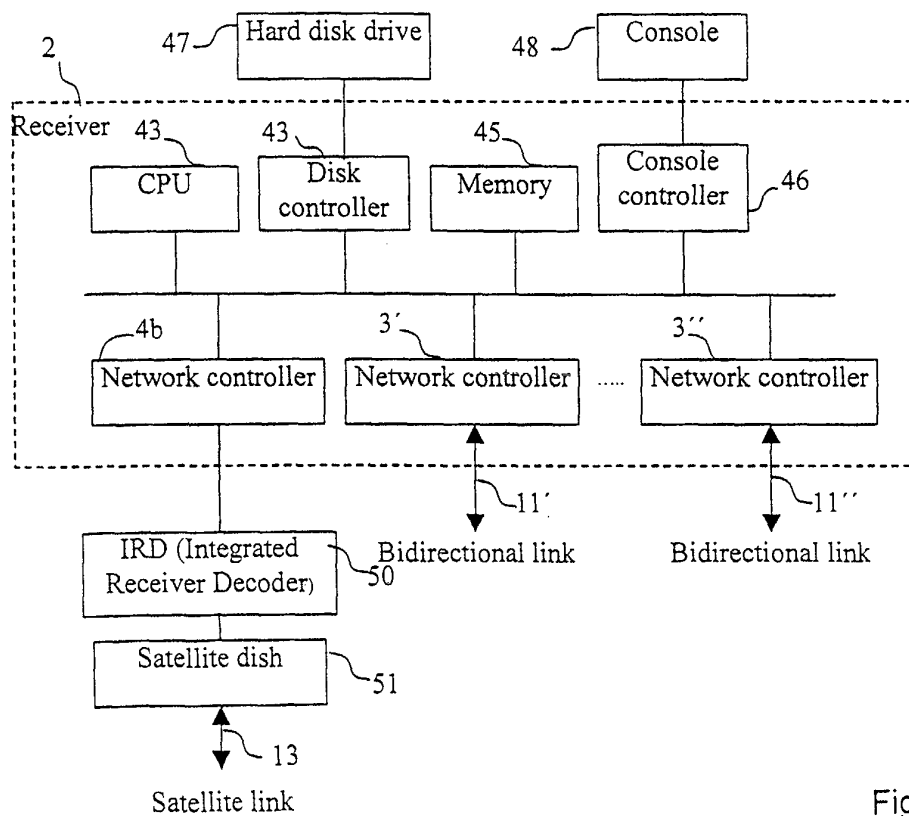 47
Hard disk drive
48
Console
2
Receiver
43
CPU
43
Disk
controller
45
Memory
Console
controller
46
4b
Network controller
3´
Network controller
.....
3´´
Network controller
11´
Bidirectional link
11´´
Bidirectional link
IRD (Integrated
Receiver Decoder)
50
Satellite dish
51
13
Satellite link
Fig